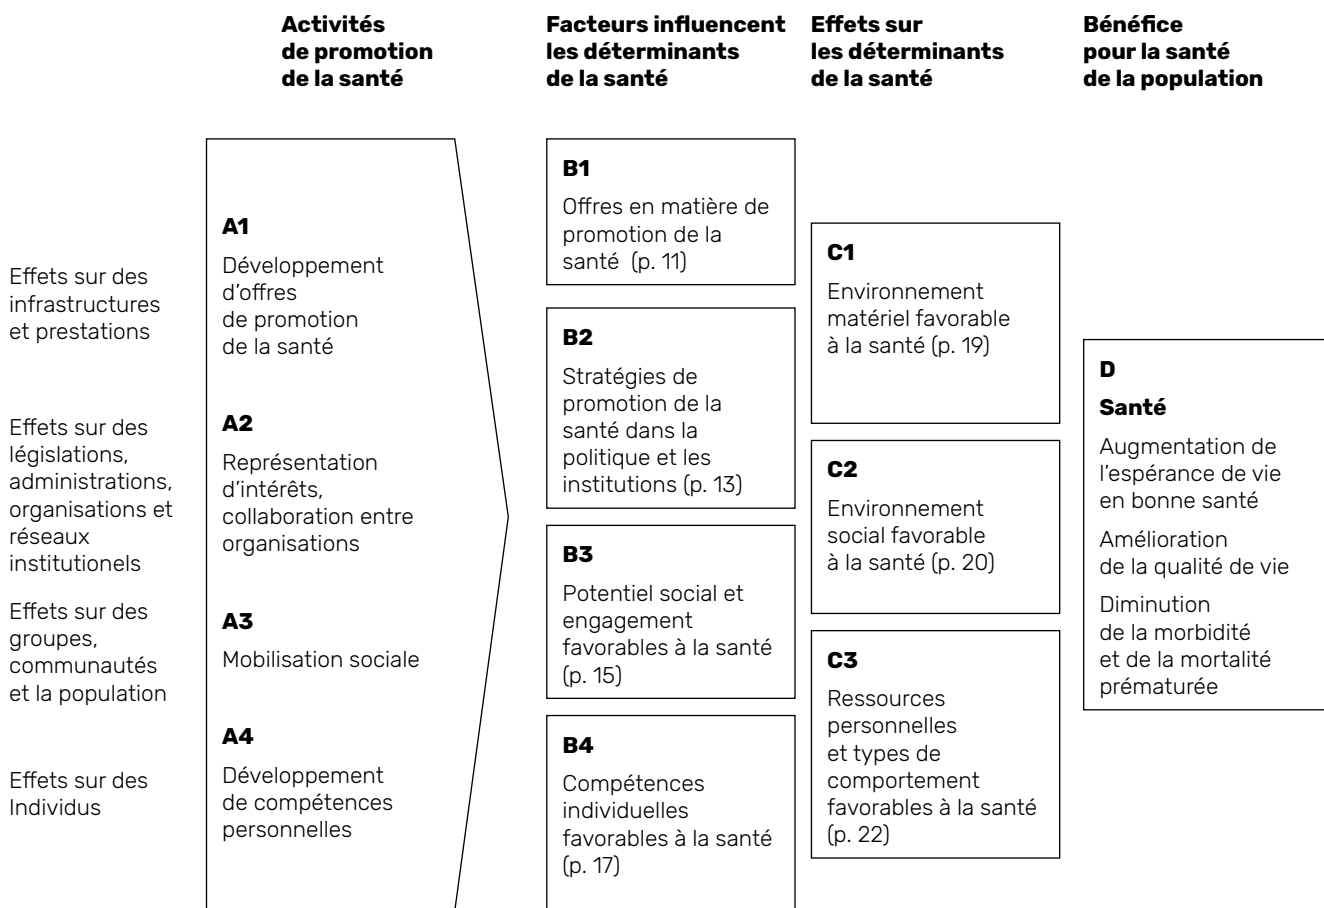 Activités
de promotion
de la santé
Facteurs influencent
les déterminants
de la santé
Effets sur
les déterminants
de la santé
Bénéfice
pour la santé
de la population
Effets sur des
infrastructures
et prestations
Effets sur des
législations,
administrations,
organisations et
réseaux
institutionels
Effets sur des
groupes,
communautés
et la population
Effets sur des
Individus
A1
Développement
d'offres
de promotion
de la santé
A2
Représentation
d'intérêts,
collaboration entre
organisations
A3
Mobilisation sociale
A4
Développement
de compétences
personnelles
B1
Offres en matière de
promotion de la
santé (p. 11)
B2
Stratégies de
promotion de la
santé dans la
politique et les
institutions (p. 13)
B3
Potentiel social et
engagement
favorables à la santé
(p. 15)
B4
Compétences
individuelles
favorables à la santé
(p. 17)
C1
Environnement
matériel favorable
à la santé (p. 19)
C2
Environnement
social favorable
à la santé (p. 20)
C3
Ressources
personnelles
et types de
comportement
favorables à la santé
(p. 22)
D
Santé
Augmentation de
l'espérance de vie
en bonne santé
Amélioration
de la qualité de vie
Diminution
de la morbidité
et de la mortalité
prématurée